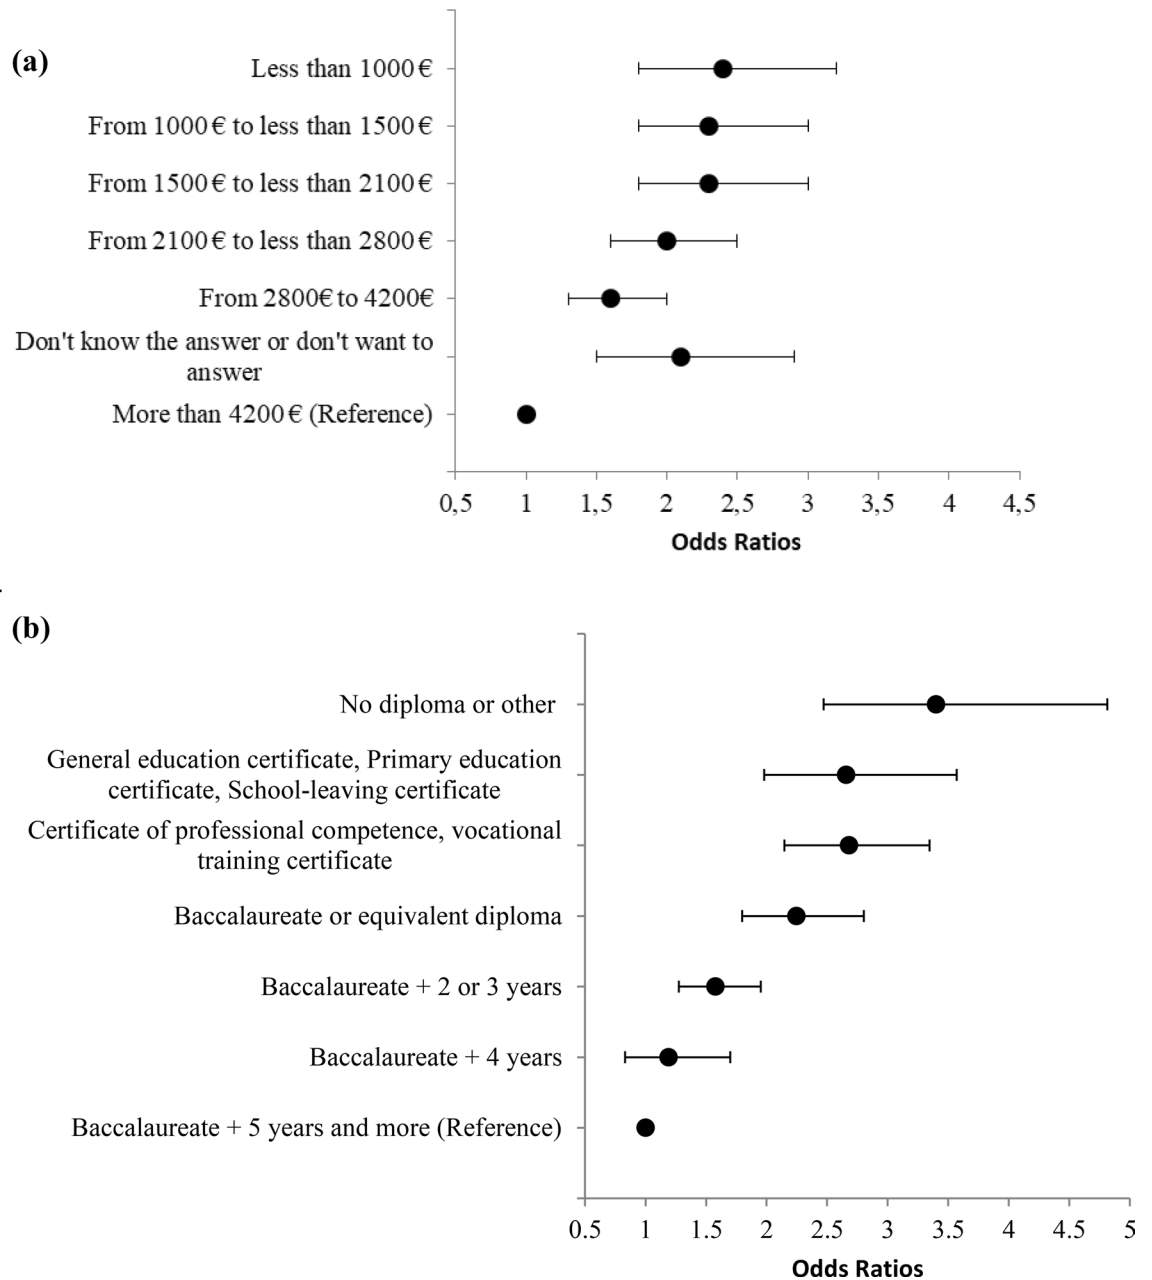 (a)
Less than 1000 €
From 1000 € to less than 1500 €
From 1500 € to less than 2100 €
From 2100 € to less than 2800 €
From 2800€ to 4200€
Don't know the answer or don't want to
answer
More than 4200 € (Reference)
0,5 1 1,5 2 2,5 3 3,5 4 4,5
Odds Ratios
(b)
No diploma or other
General education certificate, Primary education
certificate, School-leaving certificate
Certificate of professional competence, vocational
training certificate
Baccalaureate or equivalent diploma
Baccalaureate + 2 or 3 years
Baccalaureate + 4 years
Baccalaureate + 5 years and more (Reference)
0.5 1 1.5 2 2.5 3 3.5 4 4.5 5
Odds Ratios